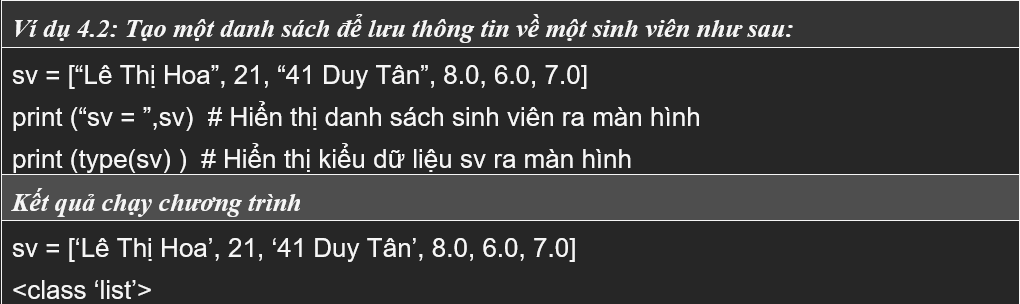 Ví dụ 4.2: Tạo một danh sách để lưu thông tin về một sinh viên như sau:
sv = [“Lê Thị Hoa”, 21, “41 Duy Tân”, 8.0, 6.0, 7.0]
print (“sv = ”,sv)  # Hiển thị danh sách sinh viên ra màn hình
print (type(sv) )  # Hiển thị kiểu dữ liệu sv ra màn hình
Kết quả chạy chương trình
sv = [‘Lê Thị Hoa’, 21, ‘41 Duy Tân’, 8.0, 6.0, 7.0]
<class ‘list’>